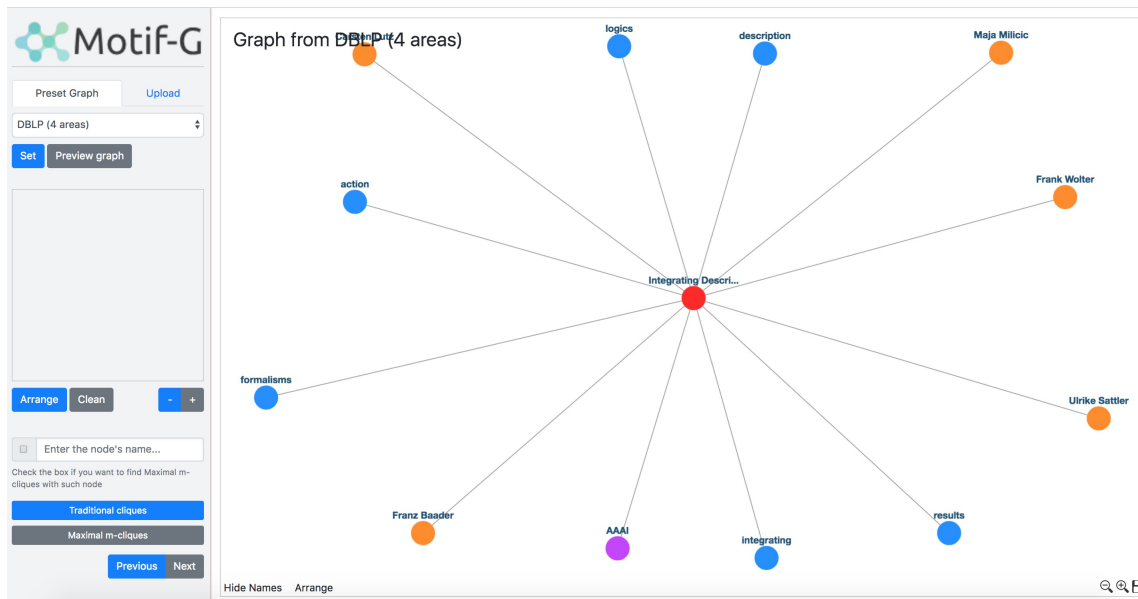 Motif-G
Preset Graph
Upload
DBLP (4 areas)
Set
Preview graph
Arrange
Clean
-
+
Enter the node's name...
Check the box if you want to find Maximal m-
cliques with such node
Traditional cliques
Maximal m-cliques
Previous
Next
Graph from DBLP (4 areas)
Carsten Lutz
logics
description
Maja Milicic
action
Frank Wolter
Integrating Descri...
formalisms
Ulrike Sattler
Franz Baader
AAAI
integrating
results
Hide Names
Arrange